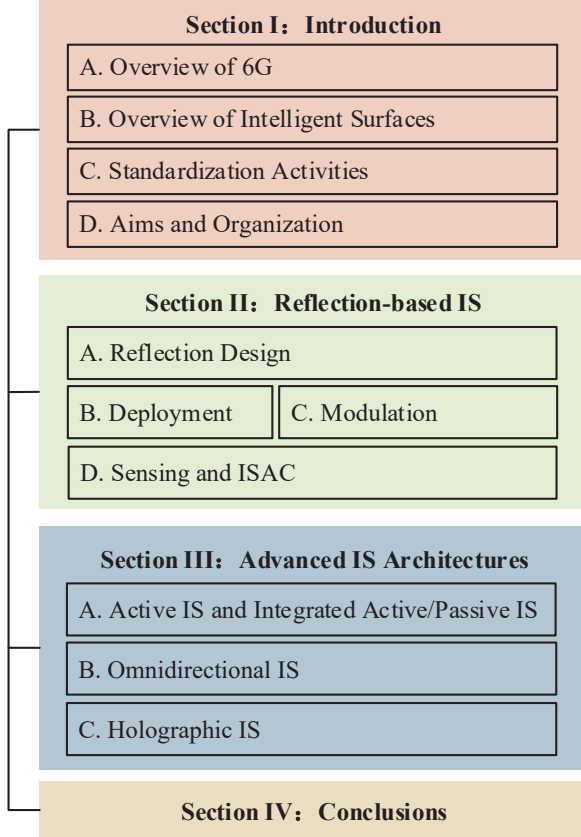 Section I：Introduction
A. Overview of 6G
B. Overview of Intelligent Surfaces
C. Standardization Activities
D. Aims and Organization
Section II：Reflection-based IS
A. Reflection Design
B. Deployment
C. Modulation
D. Sensing and ISAC
Section III：Advanced IS Architectures
A. Active IS and Integrated Active/Passive IS
B. Omnidirectional IS
C. Holographic IS
Section IV：Conclusions